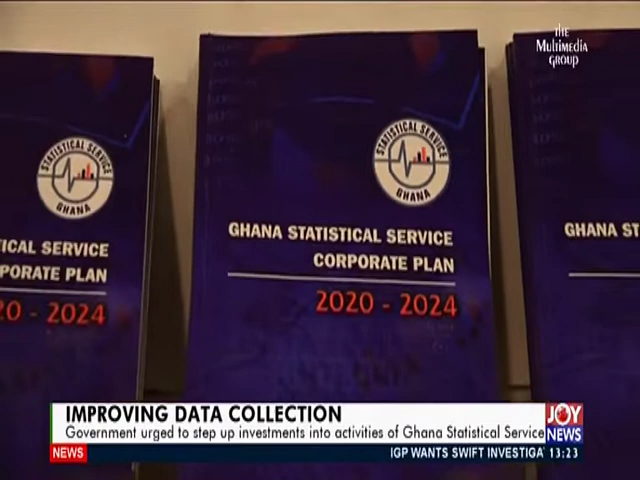 THE
Multimedia
GROUP
STATISTICAL SERVICE
GHANA
TICAL SERVICE
PORATE PLAN
20 - 2024
STATISTICAL SERVICE
GHANA
GHANA STATISTICAL SERVICE
CORPORATE PLAN
2020 - 2024
GHANA ST
IMPROVING DATA COLLECTION
Government urged to step up investments into activities of Ghana Statistical Service
JOY
NEWS
NEWS
IGP WANTS SWIFT INVESTIGA
13:23